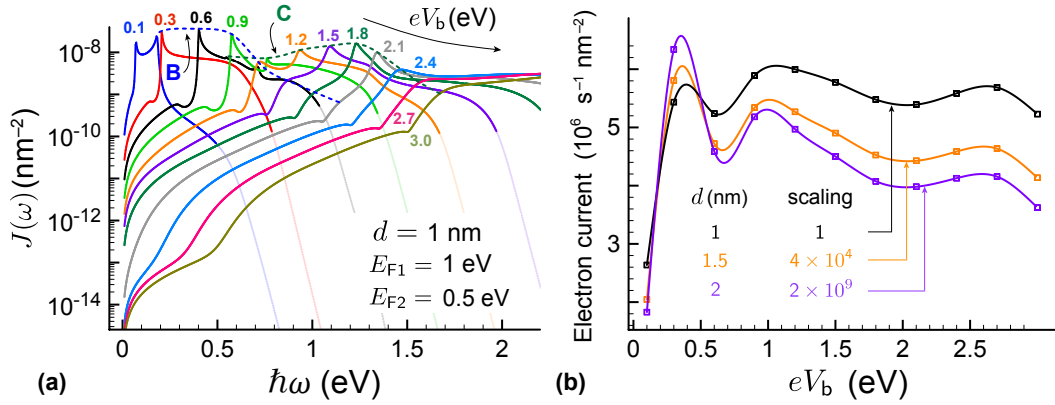 0.1 0.3 0.6 0.9 C 1.2 1.5 1.8 eV_b (eV)
2.1
2.4
B
2.7
3.0
10^-8
10^-10
10^-12
10^-14
J(ω) (nm^-2)
d = 1 nm
E_F1 = 1 eV
E_F2 = 0.5 eV
0 0.5 1 1.5 2
(a) ħω (eV)
Electron current (10^6 s^-1 nm^-2)
5
3
d (nm) scaling
1 1
1.5 4 × 10^4
2 2 × 10^9
0 0.5 1 1.5 2 2.5
(b) eV_b (eV)